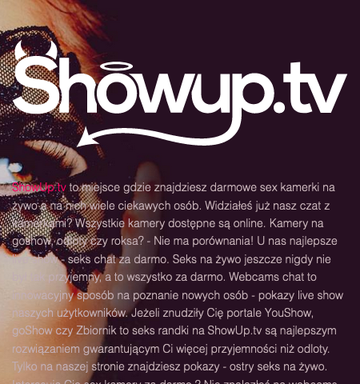 Showup.tv
ShowUp.tv to miejsce gdzie znajdziesz darmowe sex kamerki na
żywo a na nich wiele ciekawych osób. Widziałeś już nasz czat z
kamerkami? Wszystkie kamery dostępne są online. Kamery na
goshow, odloty czy roksa? - Nie ma porównania! U nas najlepsze
- seks chat za darmo. Seks na żywo jeszcze nigdy nie
przyjemny, a to wszystko za darmo. Webcams chat to
innowacyjny sposób na poznanie nowych osób - pokazy live show
naszych użytkowników. Jeżeli znudziły Cię portale YouShow,
goShow czy Zbiornik to seks randki na ShowUp.tv są najlepszym
rozwiązaniem gwarantującym Ci więcej przyjemności niż odloty.
Tylko na naszej stronie znajdziesz pokazy - ostry seks na żywo.